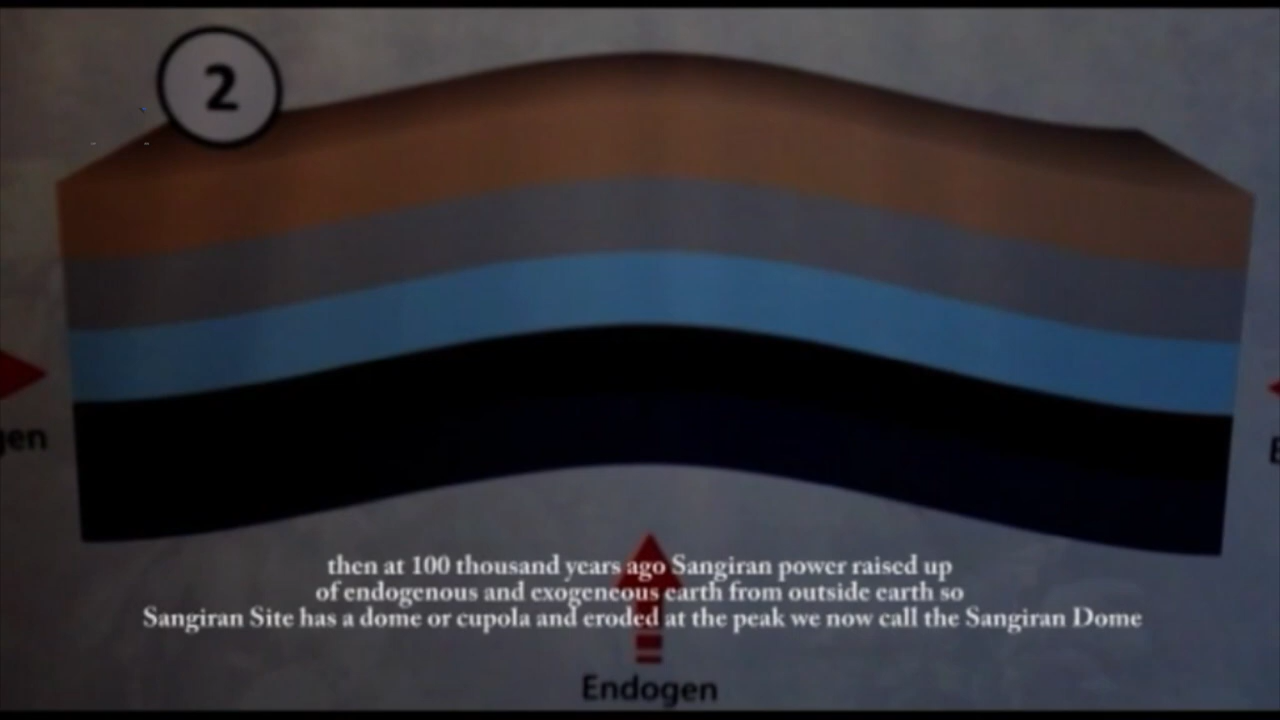 2
gen
then at 100 thousand years ago Sangiran power raised up
of endogenous and exogeneous earth from outside earth so
Sangiran Site has a dome or cupola and eroded at the peak we now call the Sangiran Dome
Endogen